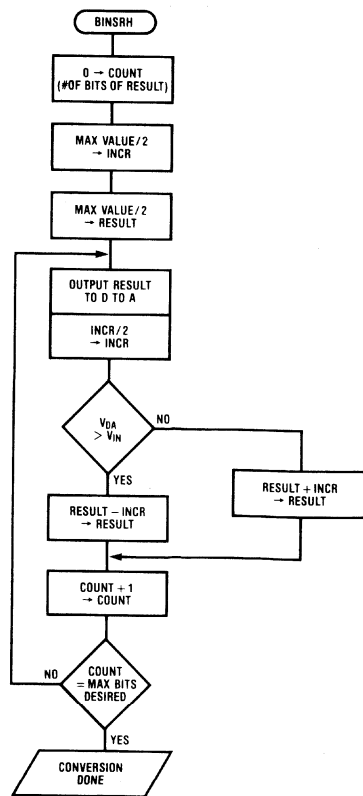 BINSRH
0 → COUNT
(#OF BITS OF RESULT)
MAX VALUE/2
→ INCR
MAX VALUE/2
→ RESULT
OUTPUT RESULT
TO D TO A
INCR/2
→ INCR
VDA
> VIN
NO
YES
RESULT – INCR
→ RESULT
RESULT + INCR
→ RESULT
COUNT + 1
→ COUNT
NO
COUNT
= MAX BITS
DESIRED
YES
CONVERSION
DONE